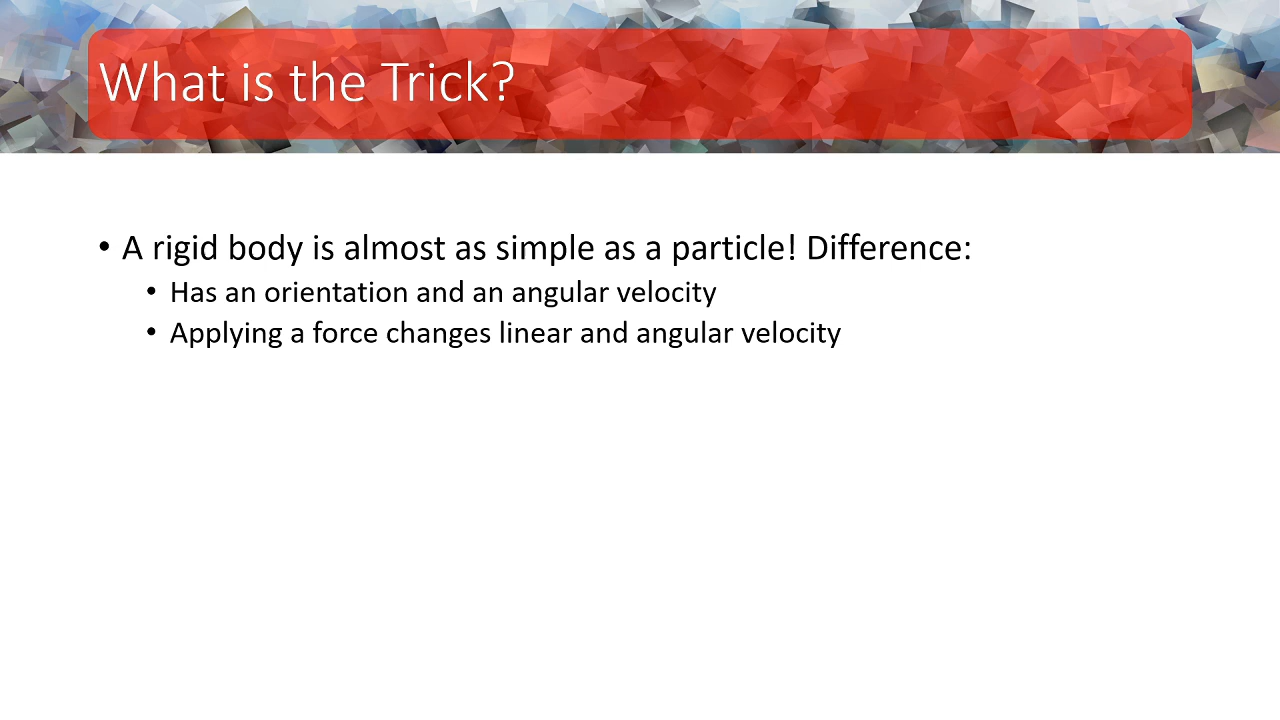 What is the Trick?
• A rigid body is almost as simple as a particle! Difference:
• Has an orientation and an angular velocity
• Applying a force changes linear and angular velocity